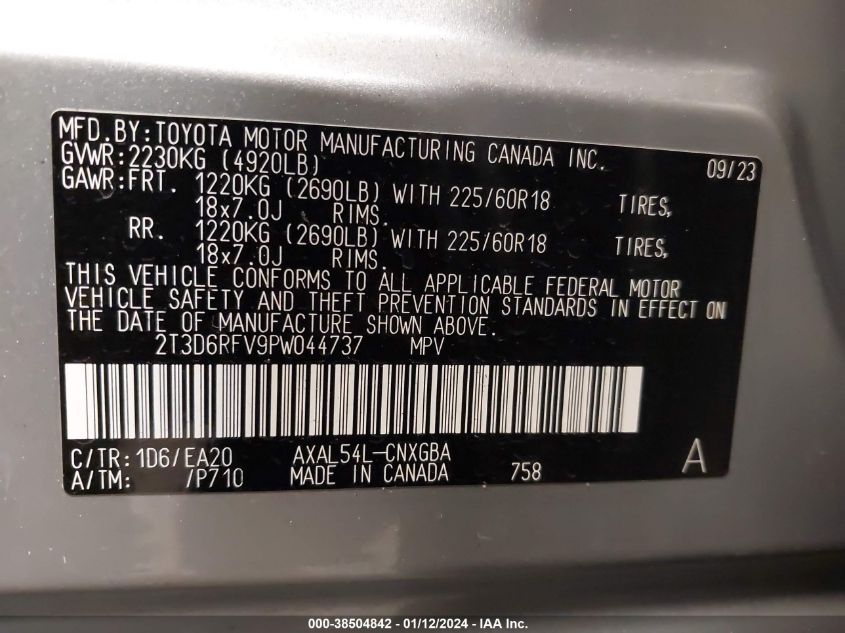 MFD.BY:TOYOTA MOTOR MANUFACTURING CANADA INC. 09/23
GVWR:2230KG (4920LB)
GAWR:FRT. 1220KG (2690LB) WITH 225/60R18 TIRES,
18x7.0J RIMS.
RR. 1220KG (2690LB) WITH 225/60R18 TIRES,
18x7.0J RIMS.
THIS VEHICLE CONFORMS TO ALL APPLICABLE FEDERAL MOTOR
VEHICLE SAFETY AND THEFT PREVENTION STANDARDS IN EFFECT ON
THE DATE OF MANUFACTURE SHOWN ABOVE.
2T3D6RFV9PW044737 MPV
C/TR:1D6/EA20 AXAL54L-CNXGBA A
A/TM: /P710 MADE IN CANADA 758
000-38504842 - 01/12/2024 - IAA Inc.